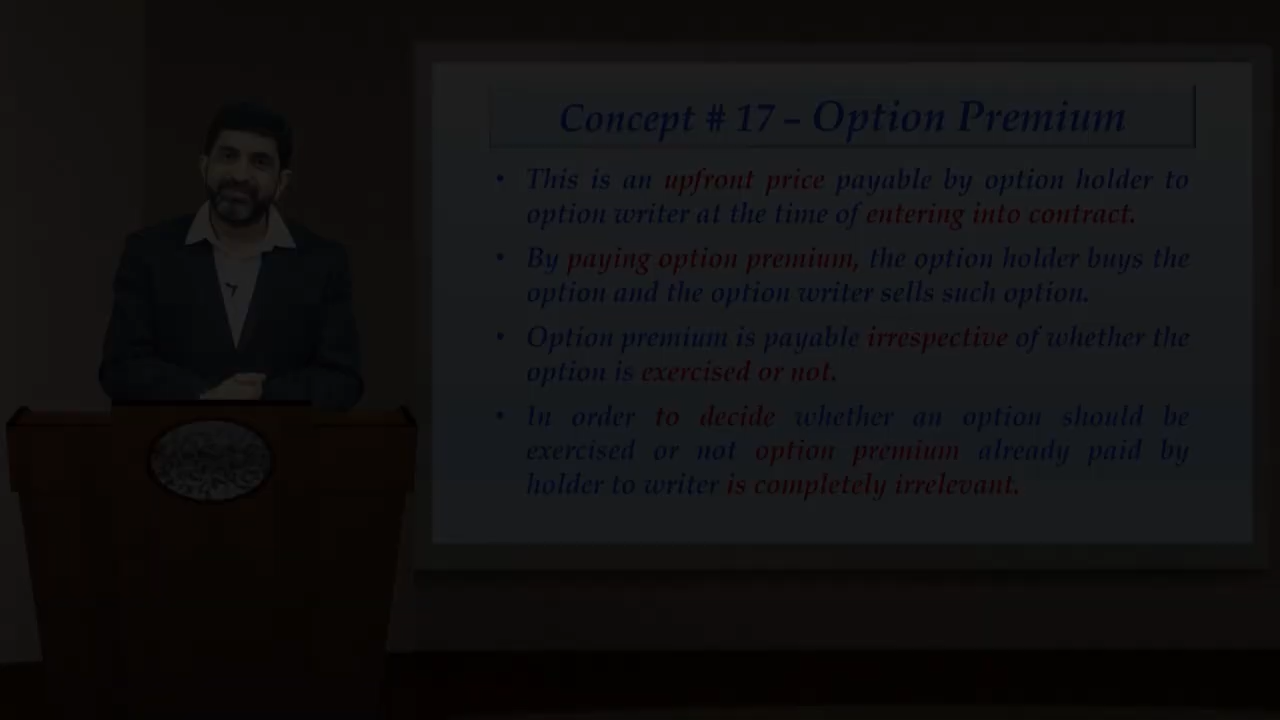 Concept # 17 – Option Premium
• This is an upfront price payable by option holder to
option writer at the time of entering into contract.
• By paying option premium, the option holder buys the
option and the option writer sells such option.
• Option premium is payable irrespective of whether the
option is exercised or not.
• In order to decide whether an option should be
exercised or not option premium already paid by
holder to writer is completely irrelevant.